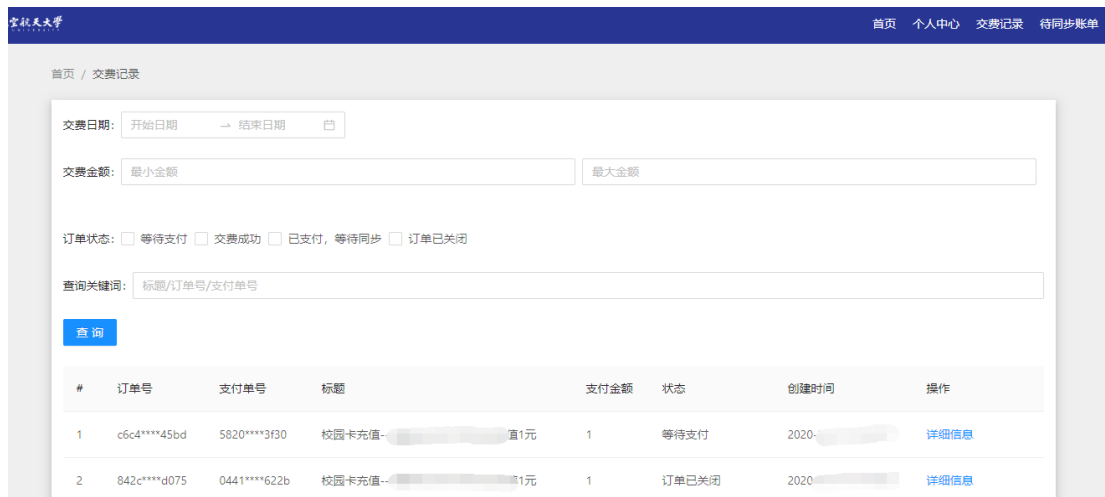 空航天大学 首页 个人中心 交费记录 待同步账单
UNIVERSITY
首页 / 交费记录
交费日期: 开始日期 → 结束日期
交费金额: 最小金额 最大金额
订单状态: 等待支付 交费成功 已支付，等待同步 订单已关闭
查询关键词: 标题/订单号/支付单号
查 询
# 订单号 支付单号 标题 支付金额 状态 创建时间 操作
1 c6c4****45bd 5820****3f30 校园卡充值-- 值1元 1 等待支付 2020- 详细信息
2 842c****d075 0441****622b 校园卡充值-- 值1元 1 订单已关闭 2020 详细信息